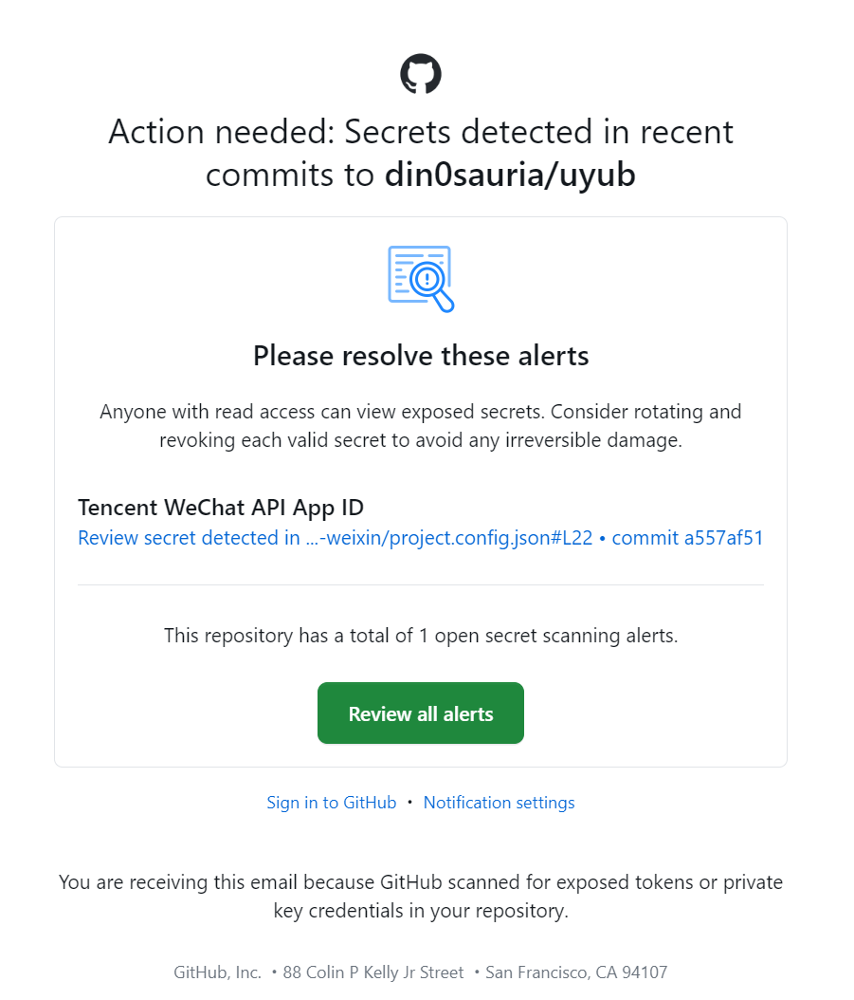 Action needed: Secrets detected in recent
commits to din0sauria/uyub
Please resolve these alerts
Anyone with read access can view exposed secrets. Consider rotating and
revoking each valid secret to avoid any irreversible damage.
Tencent WeChat API App ID
Review secret detected in ...-weixin/project.config.json#L22 • commit a557af51
This repository has a total of 1 open secret scanning alerts.
Review all alerts
Sign in to GitHub • Notification settings
You are receiving this email because GitHub scanned for exposed tokens or private
key credentials in your repository.
GitHub, Inc. • 88 Colin P Kelly Jr Street • San Francisco, CA 94107